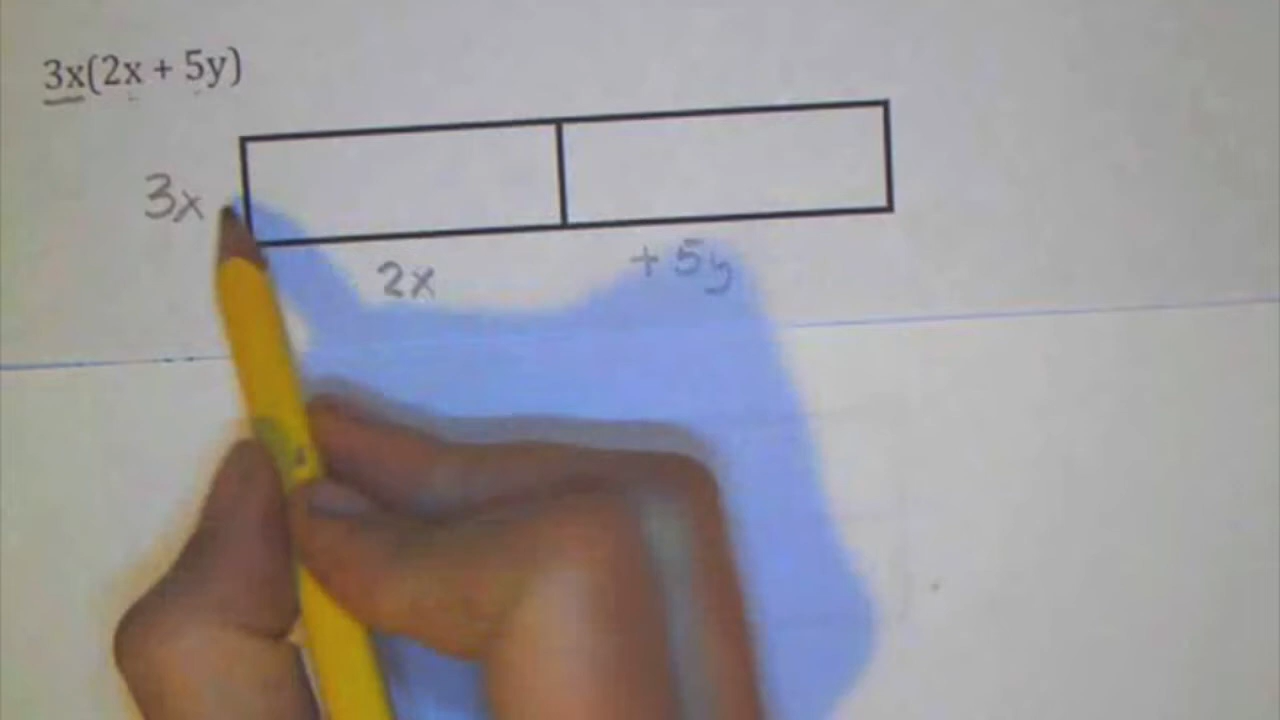 3x(2x + 5y)
3x
2x + 5y